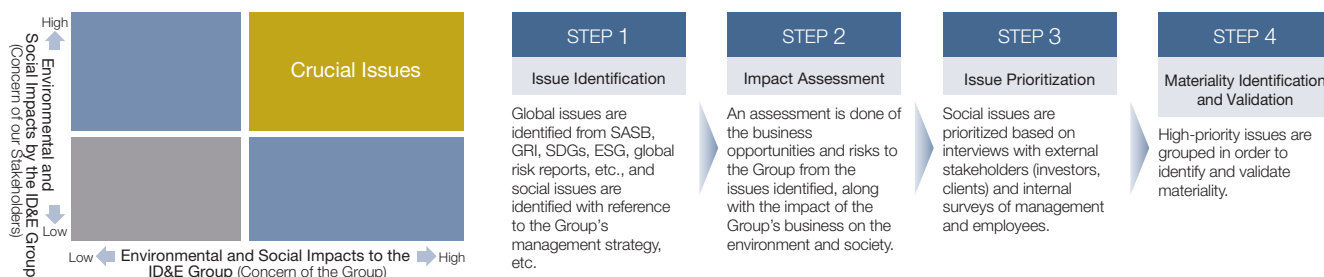 High
Environmental and
Social Impacts by the ID&E Group
(Concern of our Stakeholders)
Low
Crucial Issues
Low
Environmental and Social Impacts to the
High
ID&E Group (Concern of the Group)
STEP 1
Issue Identification
Global issues are
identified from SASB,
GRI, SDGs, ESG, global
risk reports, etc., and
social issues are
identified with reference
to the Group's
management strategy,
etc.
STEP 2
Impact Assessment
An assessment is done of
the business
opportunities and risks to
the Group from the
issues identified, along
with the impact of the
Group's business on the
environment and society.
STEP 3
Issue Prioritization
Social issues are
prioritized based on
interviews with external
stakeholders (investors,
clients) and internal
surveys of management
and employees.
STEP 4
Materiality Identification
and Validation
High-priority issues are
grouped in order to
identify and validate
materiality.